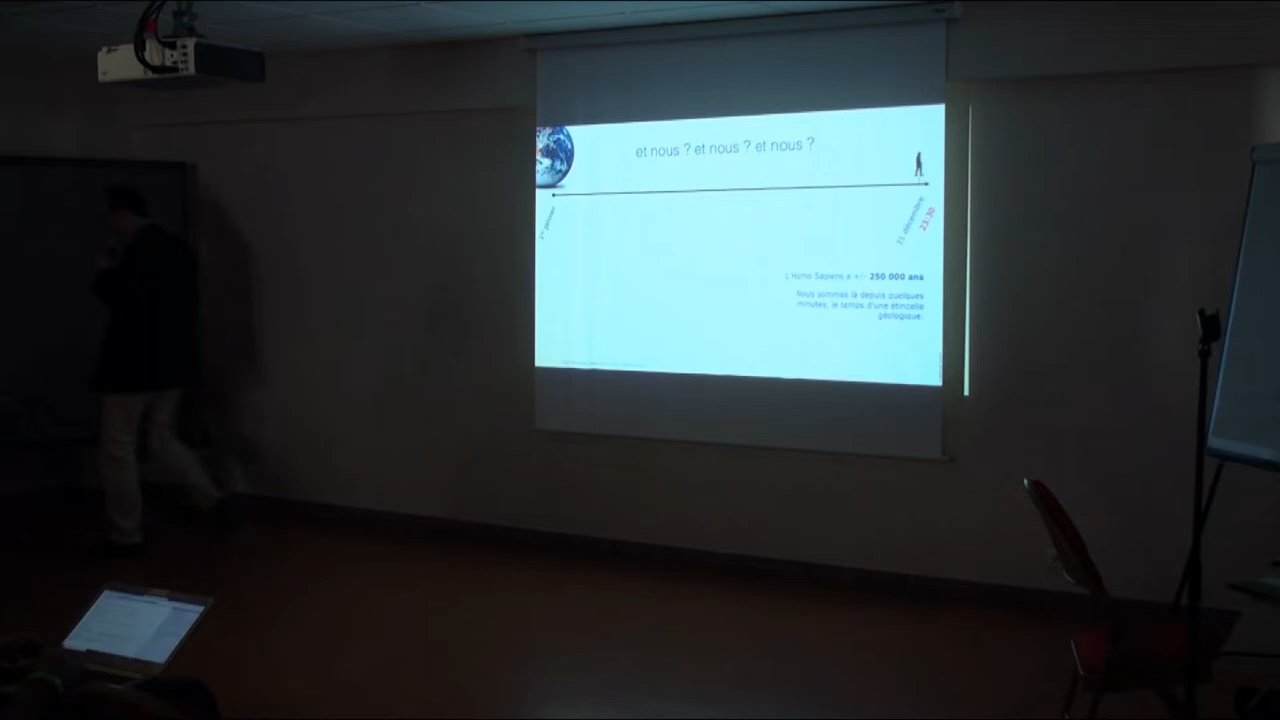 et nous ? et nous ? et nous ?
1er janvier
31 décembre
23:30
L'Homo Sapiens e +/- 250 000 ans
Nous sommes là depuis quelques
minutes, le temps d'une étincelle
géologique.